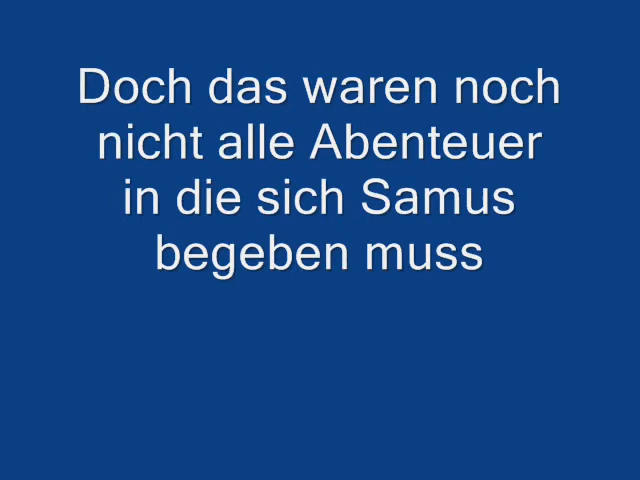 Doch das waren noch
nicht alle Abenteuer
in die sich Samus
begeben muss